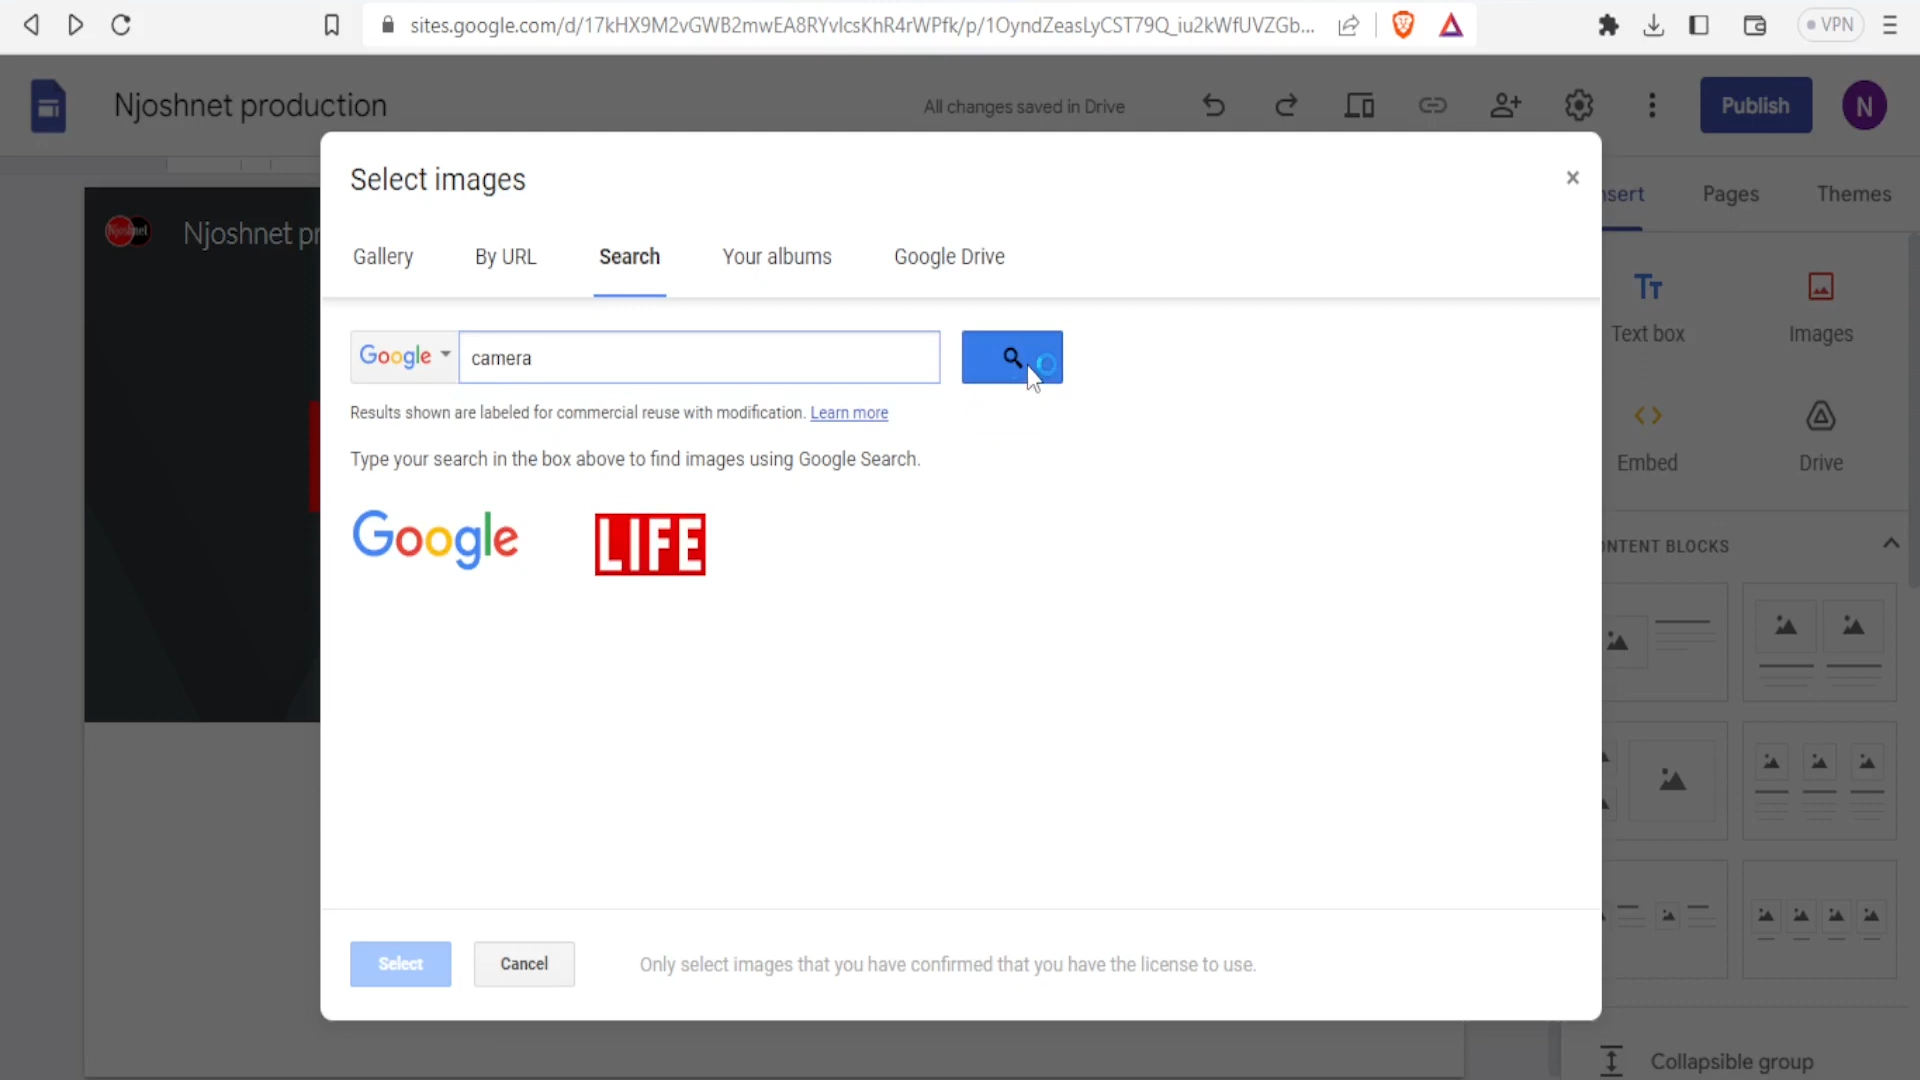 sites.google.com/d/17kHX9M2vGWB2mwEA8RYvIcsKhR4rWPfk/p/1OyndZeasLyCST79Q_iu2kWfUVZGb...
VPN
Njoshnet production
All changes saved in Drive
Publish
N
Select images
×
Pages
Themes
Njoshnet
Gallery
By URL
Search
Your albums
Google Drive
Text box
Images
Google
camera
Results shown are labeled for commercial reuse with modification. Learn more
Type your search in the box above to find images using Google Search.
Embed
Drive
Google
LIFE
NTENT BLOCKS
Select
Cancel
Only select images that you have confirmed that you have the license to use.
Collapsible group